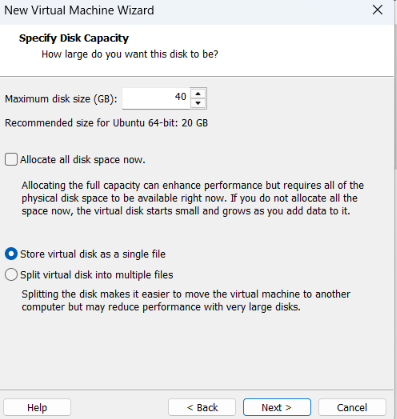 New Virtual Machine Wizard
Specify Disk Capacity
How large do you want this disk to be?
Maximum disk size (GB): 40
Recommended size for Ubuntu 64-bit: 20 GB
Allocate all disk space now.
Allocating the full capacity can enhance performance but requires all of the
physical disk space to be available right now. If you do not allocate all the
space now, the virtual disk starts small and grows as you add data to it.
Store virtual disk as a single file
Split virtual disk into multiple files
Splitting the disk makes it easier to move the virtual machine to another
computer but may reduce performance with very large disks.
Help < Back Next > Cancel